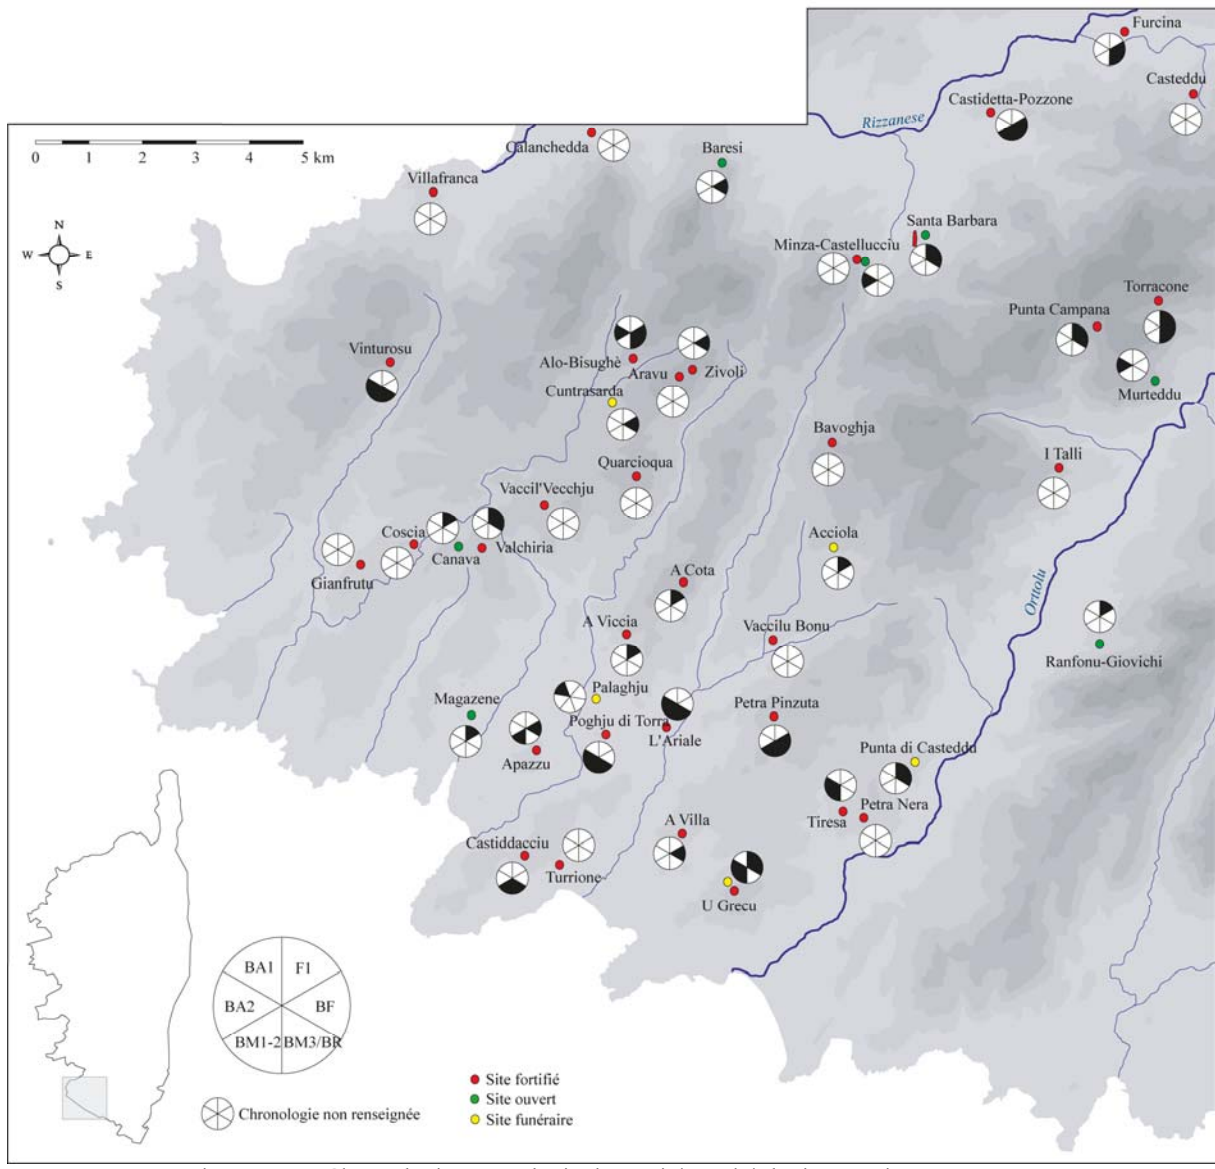 Furcina
Casteddu
Castidetta-Pozzone
Rizzanese
0 1 2 3 4 5 km
Calanchedda
Baresi
Villafranca
N
W E
S
Santa Barbara
Minza-Castellucciu
Torracone
Punta Campana
Vinturosu
Alo-Bisughè
Aravu
Zivoli
Murteddu
Cuntrasarda
Bavoghja
I Talli
Quarcioqua
Vaccil'Vecchju
Coscia
Canava
Valchiria
Acciola
Gianfrutu
A Cota
Orttolu
A Viccia
Vaccilu Bonu
Ranfonu-Giovichi
Palaghju
Magazene
Petra Pinzuta
Poghju di Torra
L'Ariale
Apazzu
Punta di Casteddu
Petra Nera
Tiresa
A Villa
Castiddacciu
Turrione
U Grecu
BA1 F1
BA2 BF
BM1-2 BM3/BR
Chronologie non renseignée
Site fortifié
Site ouvert
Site funéraire